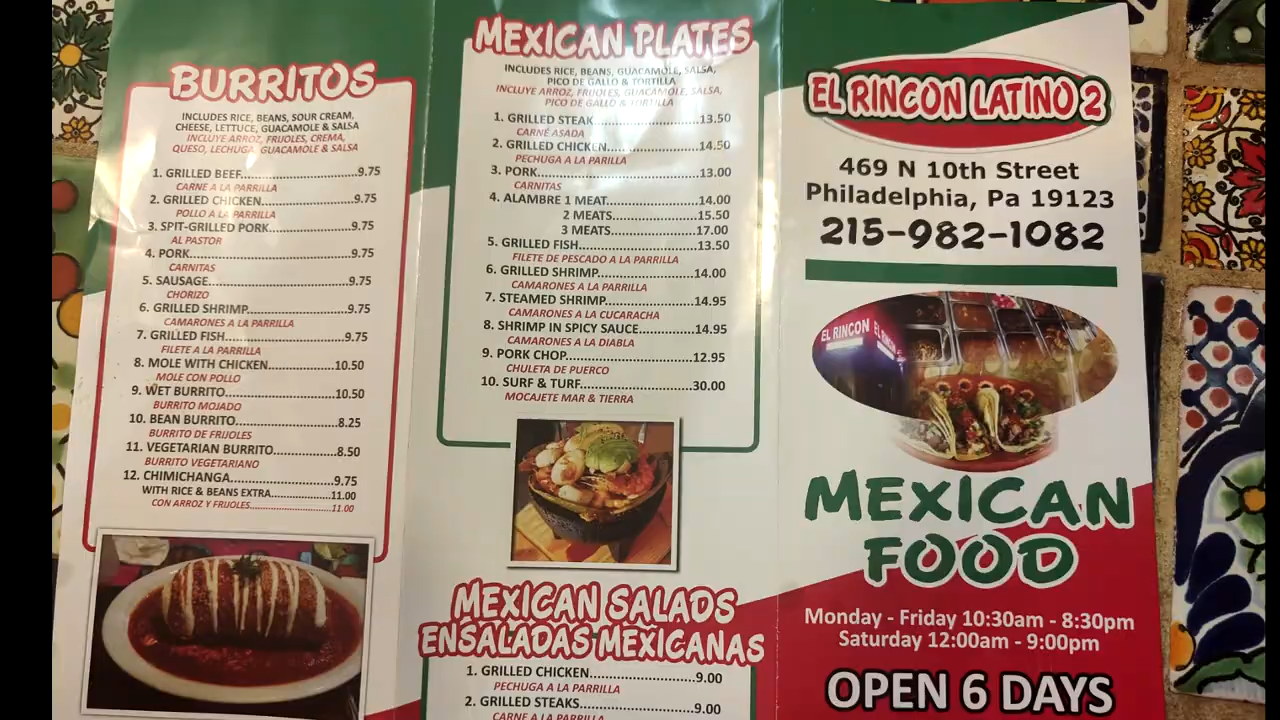 BURRITOS
INCLUDES RICE, BEANS, SOUR CREAM,
CHEESE, LETTUCE, GUACAMOLE & SALSA
INCLUYE ARROZ, FRIJOLES, CREMA,
QUESO, LECHUGA, GUACAMOLE & SALSA
1. GRILLED BEEF...9.75
CARNE A LA PARRILLA
2. GRILLED CHICKEN...9.75
POLLO A LA PARRILLA
3. SPIT-GRILLED PORK...9.75
AL PASTOR
4. PORK...9.75
CARNITAS
5. SAUSAGE...9.75
CHORIZO
6. GRILLED SHRIMP...9.75
CAMARONES A LA PARRILLA
7. GRILLED FISH...9.75
FILETE A LA PARRILLA
8. MOLE WITH CHICKEN...10.50
MOLE CON POLLO
9. WET BURRITO...10.50
BURRITO MOJADO
10. BEAN BURRITO...8.25
BURRITO DE FRIJOLES
11. VEGETARIAN BURRITO...8.50
BURRITO VEGETARIANO
12. CHIMICHANGA...9.75
WITH RICE & BEANS EXTRA...11.00
CON ARROZ Y FRIJOLES...11.00
MEXICAN PLATES
INCLUDES RICE, BEANS, GUACAMOLE, SALSA,
PICO DE GALLO & TORTILLA
INCLUYE ARROZ, FRIJOLES, GUACAMOLE, SALSA,
PICO DE GALLO & TORTILLA
1. GRILLED STEAK...13.50
CARNE ASADA
2. GRILLED CHICKEN...14.50
PECHUGA A LA PARILLA
3. PORK...13.00
CARNITAS
4. ALAMBRE 1 MEAT...14.00
2 MEATS...15.50
3 MEATS...17.00
5. GRILLED FISH...13.50
FILETE DE PESCADO A LA PARRILLA
6. GRILLED SHRIMP...14.00
CAMARONES A LA PARRILLA
7. STEAMED SHRIMP...14.95
CAMARONES A LA CUCARACHA
8. SHRIMP IN SPICY SAUCE...14.95
CAMARONES A LA DIABLA
9. PORK CHOP...12.95
CHULETA DE PUERCO
10. SURF & TURF...30.00
MOCAJETE MAR & TIERRA
MEXICAN SALADS
ENSALADAS MEXICANAS
1. GRILLED CHICKEN...9.00
PECHUGA A LA PARRILLA
2. GRILLED STEAKS...9.00
CARNE A LA PARRILLA
EL RINCON LATINO 2
469 N 10th Street
Philadelphia, Pa 19123
215-982-1082
EL RINCON EL RINCON
MEXICAN
FOOD
Monday - Friday 10:30am - 8:30pm
Saturday 12:00am - 9:00pm
OPEN 6 DAYS